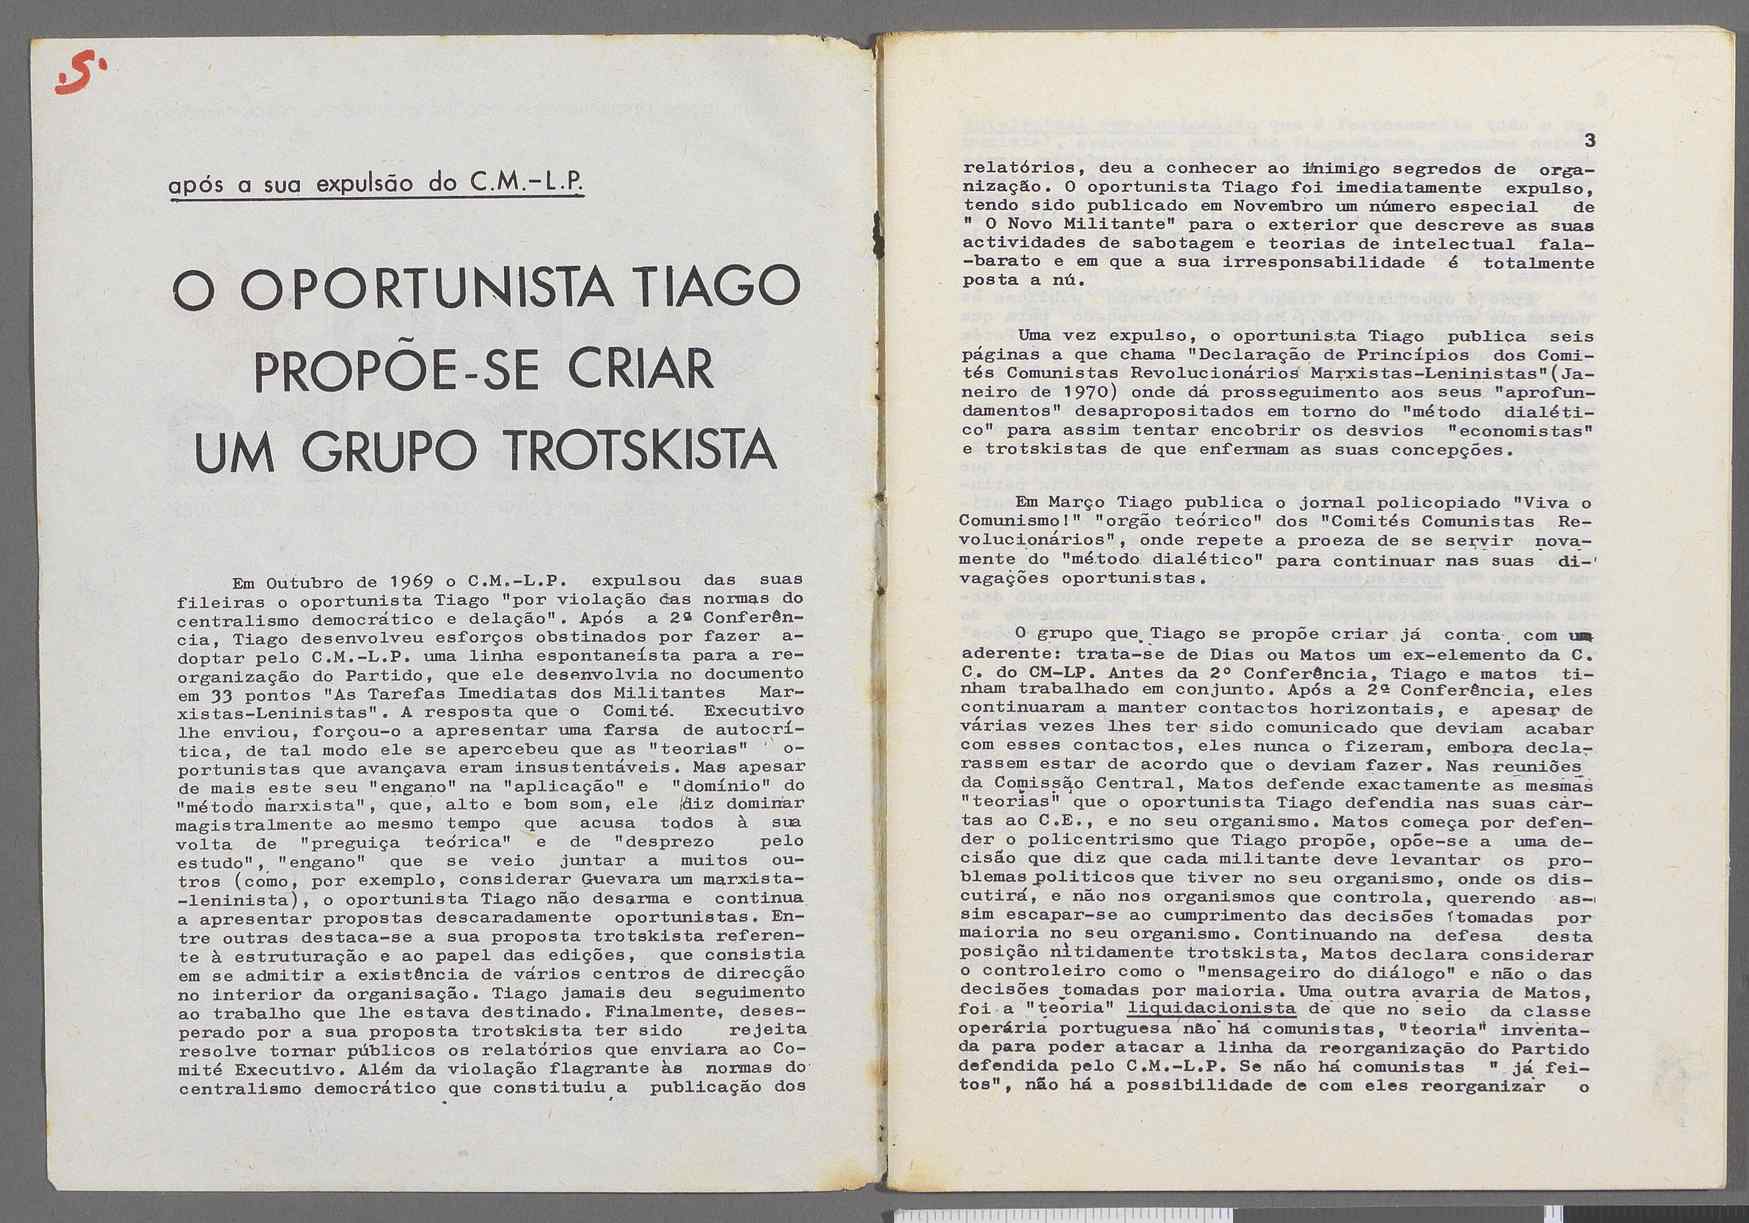 .S.
após a sua expulsão do C.M.-L.P.
O OPORTUNISTA TIAGO
PROPÕE-SE CRIAR
UM GRUPO TROTSKISTA
Em Outubro de 1969 o C.M.-L.P. expulsou das suas
fileiras o oportunista Tiago "por violação das normas do
centralismo democrático e delação". Após a 2ª Conferên-
cia, Tiago desenvolveu esforços obstinados por fazer a-
doptar pelo C.M.-L.P. uma linha espontaneísta para a re-
organização do Partido, que ele desenvolvia no documento
em 33 pontos "As Tarefas Imediatas dos Militantes Mar-
xistas-Leninistas". A resposta que o Comité. Executivo
lhe enviou, forçou-o a apresentar uma farsa de autocrí-
tica, de tal modo ele se apercebeu que as "teorias" o-
portunistas que avançava eram insustentáveis. Mas apesar
de mais este seu "engano" na "aplicação" e "domínio" do
"método marxista", que, alto e bom som, ele diz dominar
magistralmente ao mesmo tempo que acusa todos à sua
volta de "preguiça teórica" e de "desprezo pelo
estudo", "engano" que se veio juntar a muitos ou-
tros (como, por exemplo, considerar Guevara um marxista-
-leninista), o oportunista Tiago não desarma e continua
a apresentar propostas descaradamente oportunistas. En-
tre outras destaca-se a sua proposta trotskista referen-
te à estruturação e ao papel das edições, que consistia
em se admitir a existência de vários centros de direcção
no interior da organisação. Tiago jamais deu seguimento
ao trabalho que lhe estava destinado. Finalmente, deses-
perado por a sua proposta trotskista ter sido rejeita
resolve tornar públicos os relatórios que enviara ao Co-
mité Executivo. Além da violação flagrante às normas do
centralismo democrático que constituiu a publicação dos
3
relatórios, deu a conhecer ao inimigo segredos de orga-
nização. O oportunista Tiago foi imediatamente expulso,
tendo sido publicado em Novembro um número especial de
" O Novo Militante" para o exterior que descreve as suas
actividades de sabotagem e teorias de intelectual fala-
-barato e em que a sua irresponsabilidade é totalmente
posta a nú.
Uma vez expulso, o oportunista Tiago publica seis
páginas a que chama "Declaração de Princípios dos Comi-
tés Comunistas Revolucionários Marxistas-Leninistas"(Ja-
neiro de 1970) onde dá prosseguimento aos seus "aprofun-
damentos" desapropositados em torno do "método dialéti-
co" para assim tentar encobrir os desvios "economistas"
e trotskistas de que enfermam as suas concepções.
Em Março Tiago publica o jornal policopiado "Viva o
Comunismo!" "orgão teórico" dos "Comités Comunistas Re-
volucionários", onde repete a proeza de se servir nova-
mente do "método dialético" para continuar nas suas di-
vagações oportunistas.
O grupo que Tiago se propõe criar já conta com um
aderente: trata-se de Dias ou Matos um ex-elemento da C.
C. do CM-LP. Antes da 2º Conferência, Tiago e matos ti-
nham trabalhado em conjunto. Após a 2ª Conferência, eles
continuaram a manter contactos horizontais, e apesar de
várias vezes lhes ter sido comunicado que deviam acabar
com esses contactos, eles nunca o fizeram, embora decla-
rassem estar de acordo que o deviam fazer. Nas reuniões
da Comissão Central, Matos defende exactamente as mesmas
"teorias" que o oportunista Tiago defendia nas suas car-
tas ao C.E., e no seu organismo. Matos começa por defen-
der o policentrismo que Tiago propõe, opõe-se a uma de-
cisão que diz que cada militante deve levantar os pro-
blemas politicos que tiver no seu organismo, onde os dis-
cutirá, e não nos organismos que controla, querendo as-
sim escapar-se ao cumprimento das decisões tomadas por
maioria no seu organismo. Continuando na defesa desta
posição nitidamente trotskista, Matos declara considerar
o controleiro como o "mensageiro do diálogo" e não o das
decisões tomadas por maioria. Uma outra avaria de Matos,
foi a "teoria" liquidacionista de que no seio da classe
operária portuguesa não há comunistas, "teoria" inventa-
da para poder atacar a linha da reorganização do Partido
defendida pelo C.M.-L.P. Se não há comunistas " já fei-
tos", não há a possibilidade de com eles reorganizar o